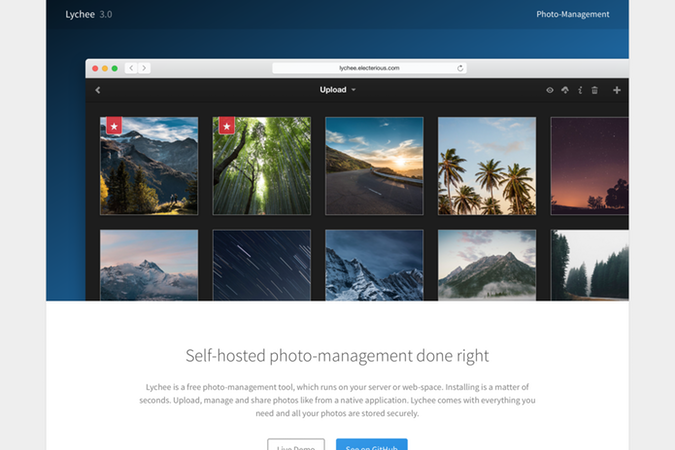 Lychee 3.0
Photo-Management
lychee.electerious.com
Upload
Self-hosted photo-management done right
Lychee is a free photo-management tool, which runs on your server or web-space. Installing is a matter of
seconds. Upload, manage and share photos like from a native application. Lychee comes with everything you
need and all your photos are stored securely.
Live Demo
See on GitHub